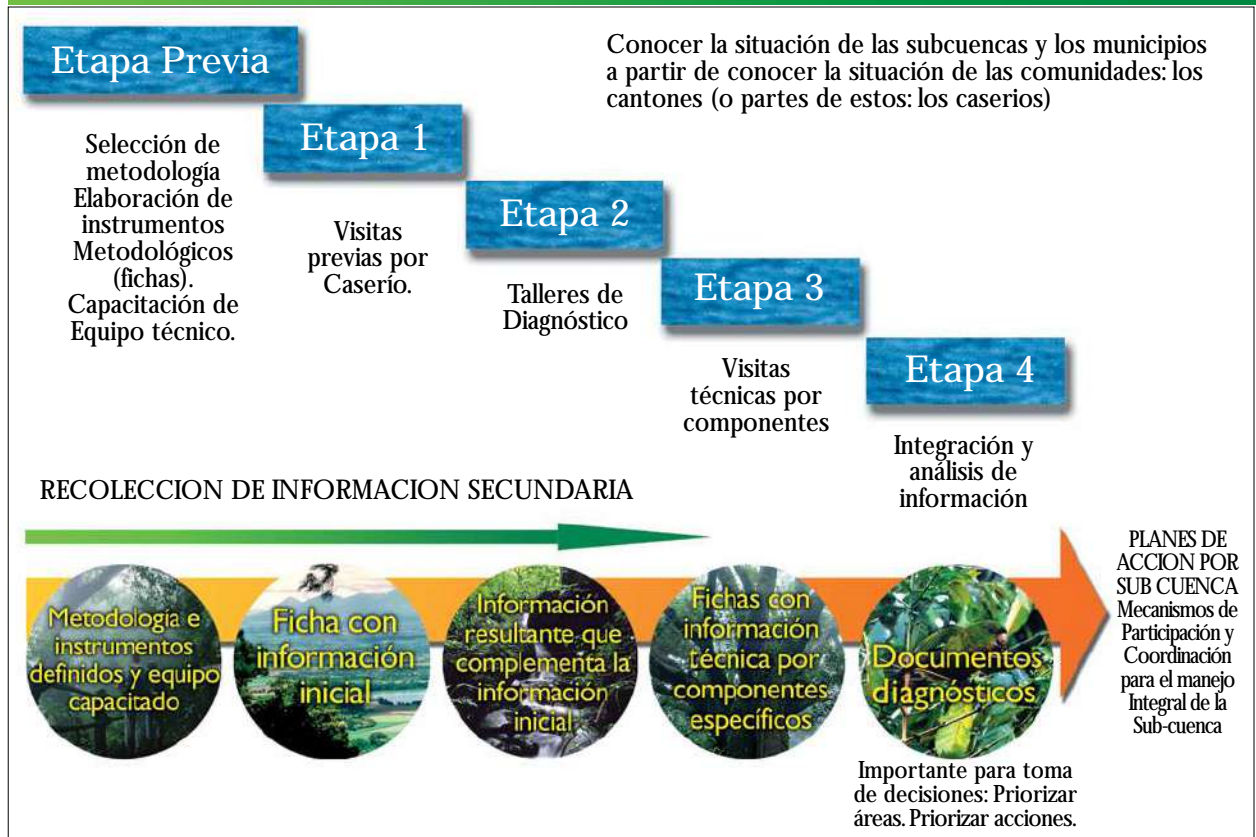 Etapa Previa
Conocer la situación de las subcuencas y los municipios
a partir de conocer la situación de las comunidades: los
cantones (o partes de estos: los caserios)
Selección de
metodología
Elaboración de
instrumentos
Metodológicos
(fichas).
Capacitación de
Equipo técnico.
Etapa 1
Visitas
previas por
Caserío.
Etapa 2
Talleres de
Diagnóstico
Etapa 3
Visitas
técnicas por
componentes
Etapa 4
Integración y
análisis de
información
RECOLECCION DE INFORMACION SECUNDARIA
Metodología e
instrumentos
definidos y equipo
capacitado
Ficha con
información
inicial
Información
resultante que
complementa la
información
inicial
Fichas con
información
técnica por
componentes
específicos
Documentos
diagnósticos
Importante para toma
de decisiones: Priorizar
áreas. Priorizar acciones.
PLANES DE
ACCION POR
SUB CUENCA
Mecanismos de
Participación y
Coordinación
para el manejo
Integral de la
Sub-cuenca